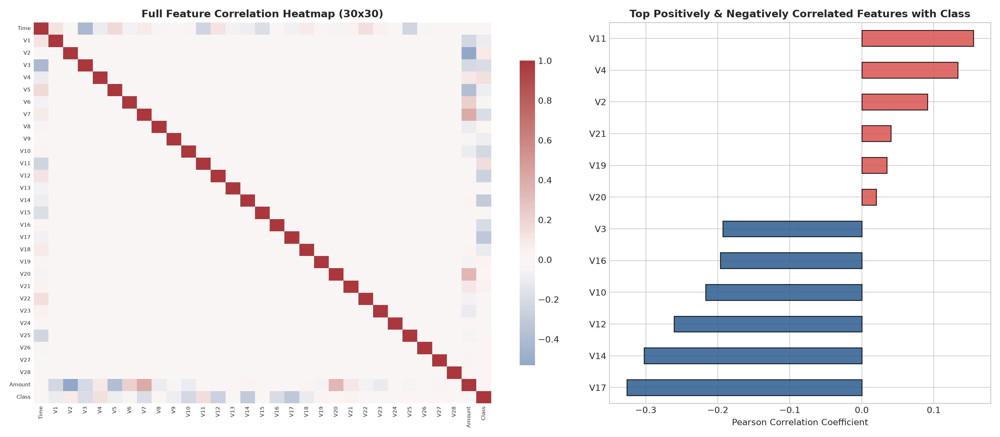 Full Feature Correlation Heatmap (30x30)
Time
V1
V2
V3
V4
V5
V6
V7
V8
V9
V10
V11
V12
V13
V14
V15
V16
V17
V18
V19
V20
V21
V22
V23
V24
V25
V26
V27
V28
Amount
Class
Time V1 V2 V3 V4 V5 V6 V7 V8 V9 V10 V11 V12 V13 V14 V15 V16 V17 V18 V19 V20 V21 V22 V23 V24 V25 V26 V27 V28 Amount Class
1.0
0.8
0.6
0.4
0.2
0.0
−0.2
−0.4
Top Positively & Negatively Correlated Features with Class
V11
V4
V2
V21
V19
V20
V3
V16
V10
V12
V14
V17
−0.3 −0.2 −0.1 0.0 0.1
Pearson Correlation Coefficient